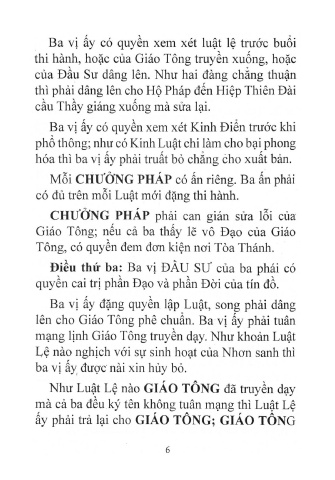 Ba vị ấy có quyền xem xét luật lệ trước buổi
thi hành, hoặc của Giáo Tông truyền xuống, hoặc
của Đầu Sư dâng lên. Như hai đàng chẳng thuận
thì phải dâng lên cho Hộ Pháp đến Hiệp Thiên Đài
cầu Thầy giáng xuống mà sửa lại.
Ba vị ấy có quyền xem xét Kinh Điển trước khi
phổ thông; như có Kinh Luật chi làm cho bại phong
hóa thì ba vị ấy phải truất bỏ chẳng cho xuất bản.
Mỗi CHƯỞNG PHÁP có ấn riêng. Ba ấn phải
có đủ trên mỗi Luật mới đặng thi hành.
CHƯỞNG PHÁP phải can gián sửa lỗi của
Giáo Tông; nếu cả ba thấy lẽ vô Đạo của Giáo
Tông, có quyền đem đơn kiện nơi Tòa Thánh.
Điều thứ ba: Ba vị ĐẦU SƯ của ba phái có
quyền cai trị phần Đạo và phần Đời của tín đồ.
Ba vị ấy đặng quyền lập Luật, song phải dâng
lên cho Giáo Tông phê chuẩn. Ba vị ấy phải tuân
mạng lịnh Giáo Tông truyền dạy. Như khoản Luật
Lệ nào nghịch với sự sinh hoạt của Nhơn sanh thì
ba vị ấy được nài xin hủy bỏ.
Như Luật Lệ nào GIÁO TÔNG đã truyền dạy
mà cả ba đều ký tên không tuân mạng thì Luật Lệ
ấy phải trả lại cho GIÁO TÔNG; GIÁO TÔNG
6